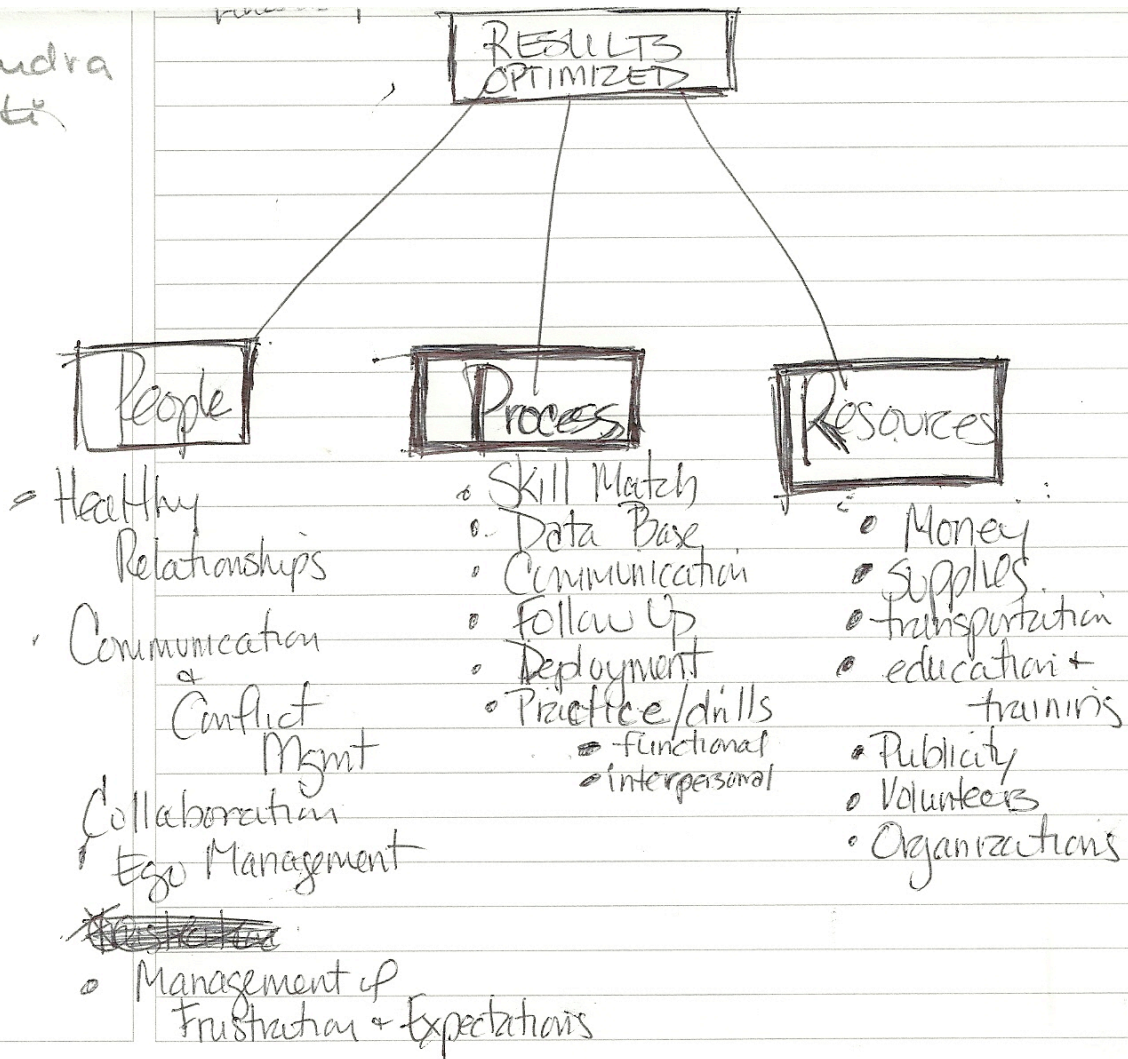 RESULTS
OPTIMIZED
People
• Healthy
Relationships
• Communication
&
Conflict
Mgmt
Collaboration
Ego Management
• Management of
Frustration + Expectations
Process
• Skill Match
• Data Base
• Communication
• Follow Up
• Deployment
• Practice/drills
• functional
• interpersonal
Resources
• Money
• supplies
• transportation
• education +
training
• Publicity
• Volunteers
• Organizations